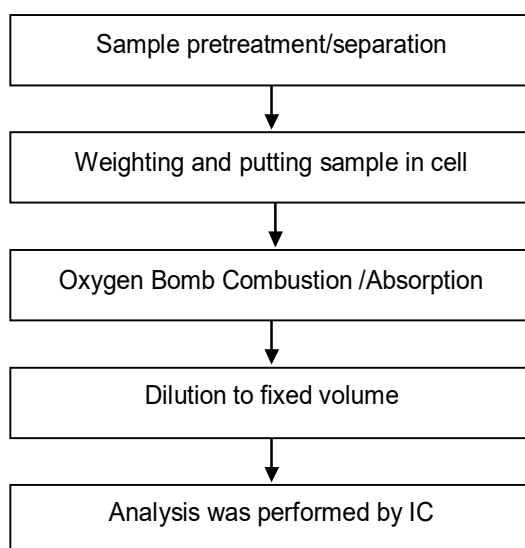 Sample pretreatment/separation
Weighting and putting sample in cell
Oxygen Bomb Combustion /Absorption
Dilution to fixed volume
Analysis was performed by IC